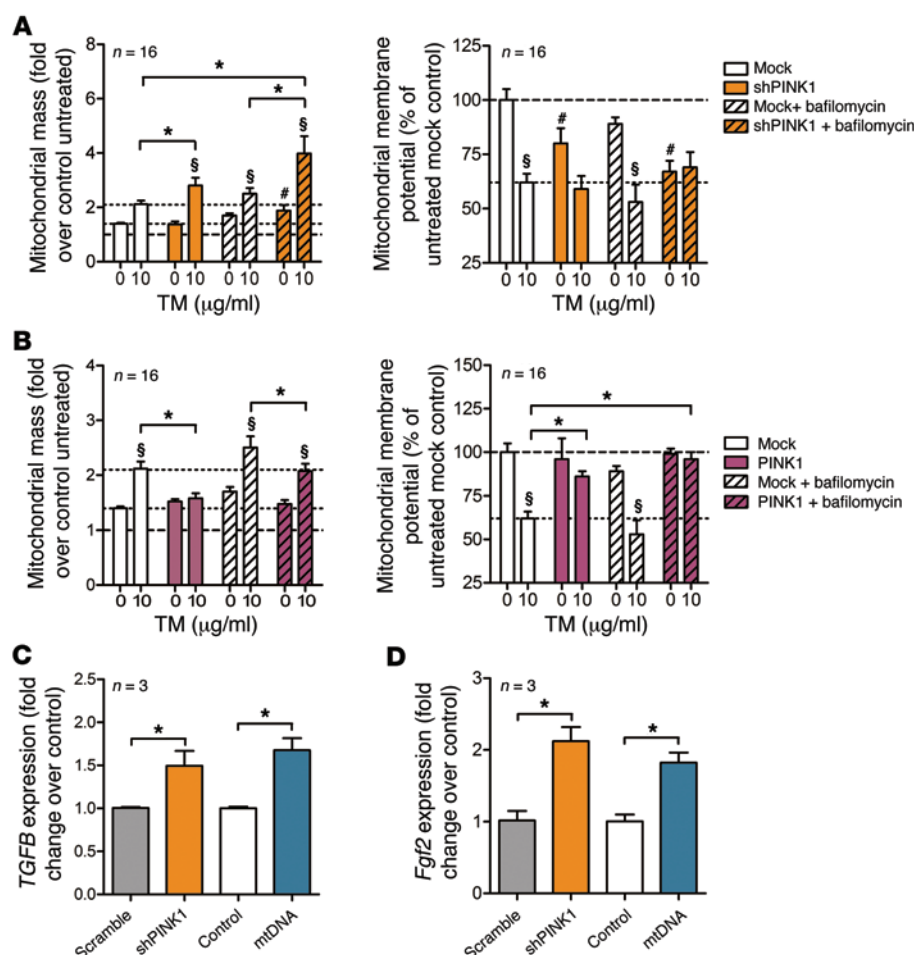 A
n = 16
Mitochondrial mass (fold
over control untreated)
8
6
4
2
0
*
*
*
§
§
§
#
§
0 10 0 10 0 10 0 10
TM (μg/ml)
n = 16
Mitochondrial membrane
potential (% of
untreated mock control)
125
100
75
50
25
§
#
§
#
0 10 0 10 0 10 0 10
TM (μg/ml)
Mock
shPINK1
Mock+ bafilomycin
shPINK1 + bafilomycin
B
n = 16
Mitochondrial mass (fold
over control untreated)
4
3
2
1
0
*
*
§
§
§
0 10 0 10 0 10 0 10
TM (μg/ml)
n = 16
Mitochondrial membrane
potential (% of
untreated mock control)
150
125
100
75
50
25
*
*
§
§
0 10 0 10 0 10 0 10
TM (μg/ml)
Mock
PINK1
Mock + bafilomycin
PINK1 + bafilomycin
C
n = 3
TGFB expression (fold
change over control)
2.5
2.0
1.5
1.0
0.5
0.0
*
*
Scramble
shPINK1
Control
mtDNA
D
n = 3
Fgf2 expression (fold
change over control)
3
2
1
0
*
*
Scramble
shPINK1
Control
mtDNA